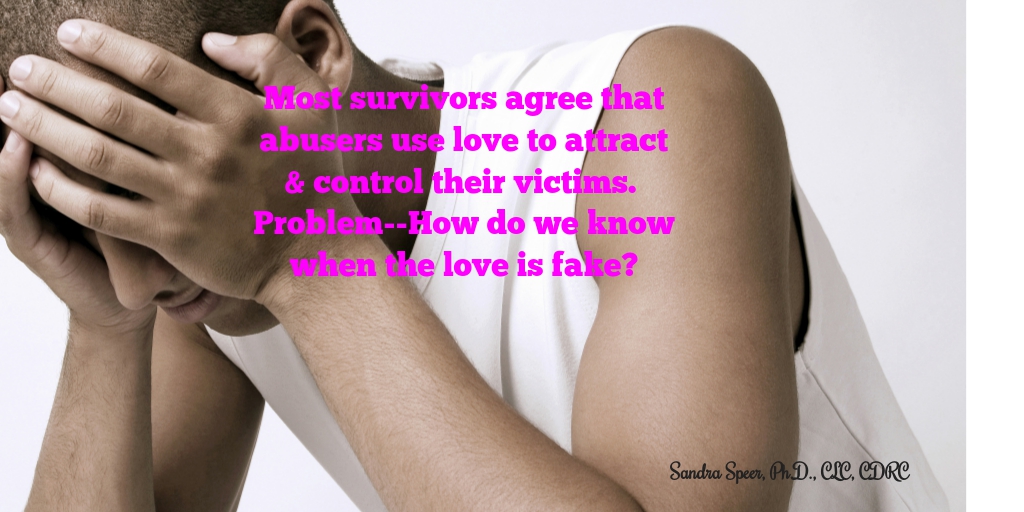 Most survivors agree that
abusers use love to attract
& control their victims.
Problem--How do we know
when the love is fake?
Sandra Speer, Ph.D., CLC, CDRC